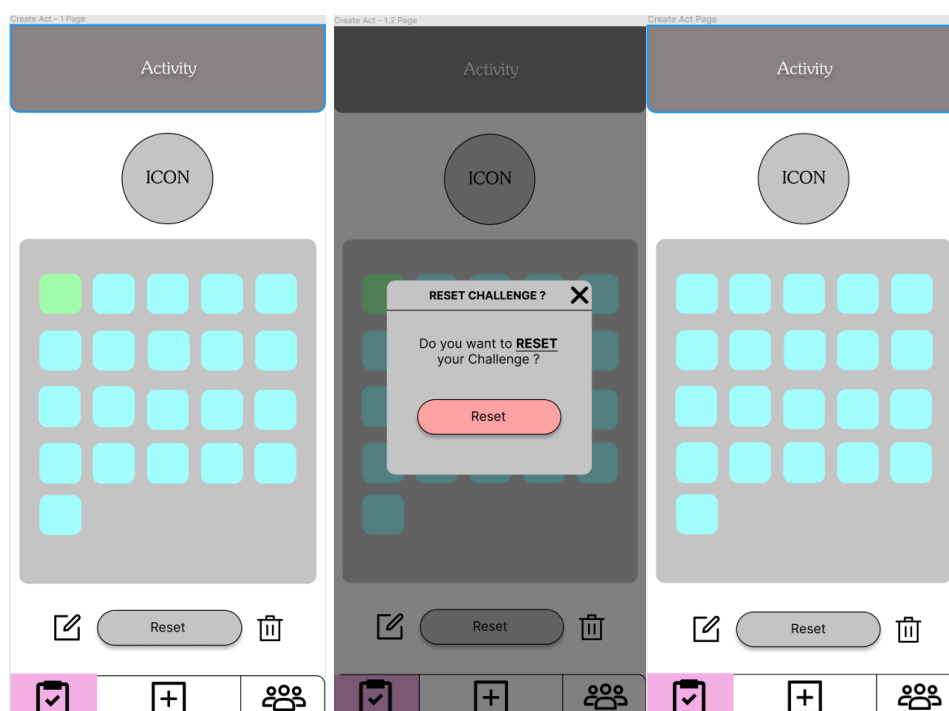 Create Act - 1 Page
Activity
ICON
Reset
Create Act - 1.2 Page
Activity
ICON
RESET CHALLENGE ?
Do you want to RESET
your Challenge ?
Reset
Reset
Create Act Page
Activity
ICON
Reset